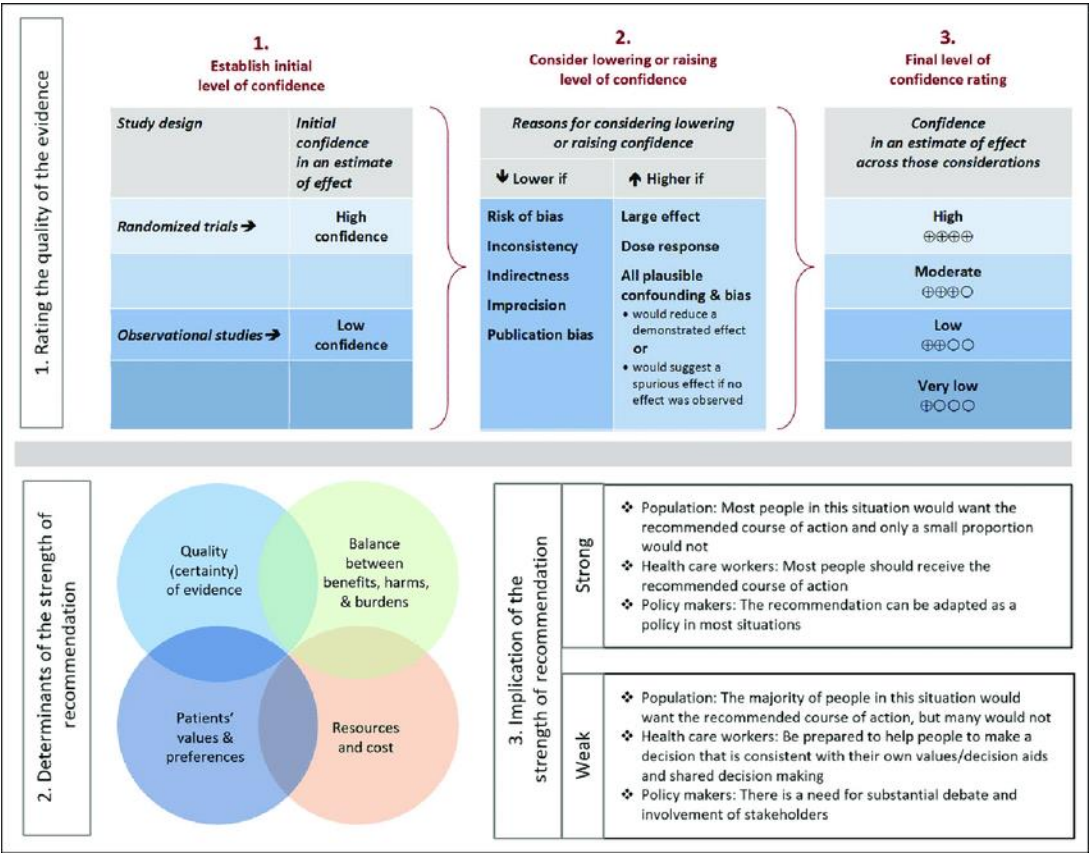 1. Rating the quality of the evidence
1.
Establish initial
level of confidence
Study design
Initial
confidence
in an estimate
of effect
Randomized trials ➔
High
confidence
Observational studies ➔
Low
confidence
2.
Consider lowering or raising
level of confidence
Reasons for considering lowering
or raising confidence
🡇 Lower if
🡅 Higher if
Risk of bias
Inconsistency
Indirectness
Imprecision
Publication bias
Large effect
Dose response
All plausible
confounding & bias
• would reduce a
demonstrated effect
or
• would suggest a
spurious effect if no
effect was observed
3.
Final level of
confidence rating
Confidence
in an estimate of effect
across those considerations
High
⊕⊕⊕⊕
Moderate
⊕⊕⊕○
Low
⊕⊕○○
Very low
⊕○○○
2. Determinants of the strength of
recommendation
Quality
(certainty)
of evidence
Balance
between
benefits, harms,
& burdens
Patients'
values &
preferences
Resources
and cost
3. Implication of the
strength of recommendation
Strong
❖ Population: Most people in this situation would want the
recommended course of action and only a small proportion
would not
❖ Health care workers: Most people should receive the
recommended course of action
❖ Policy makers: The recommendation can be adapted as a
policy in most situations
Weak
❖ Population: The majority of people in this situation would
want the recommended course of action, but many would not
❖ Health care workers: Be prepared to help people to make a
decision that is consistent with their own values/decision aids
and shared decision making
❖ Policy makers: There is a need for substantial debate and
involvement of stakeholders